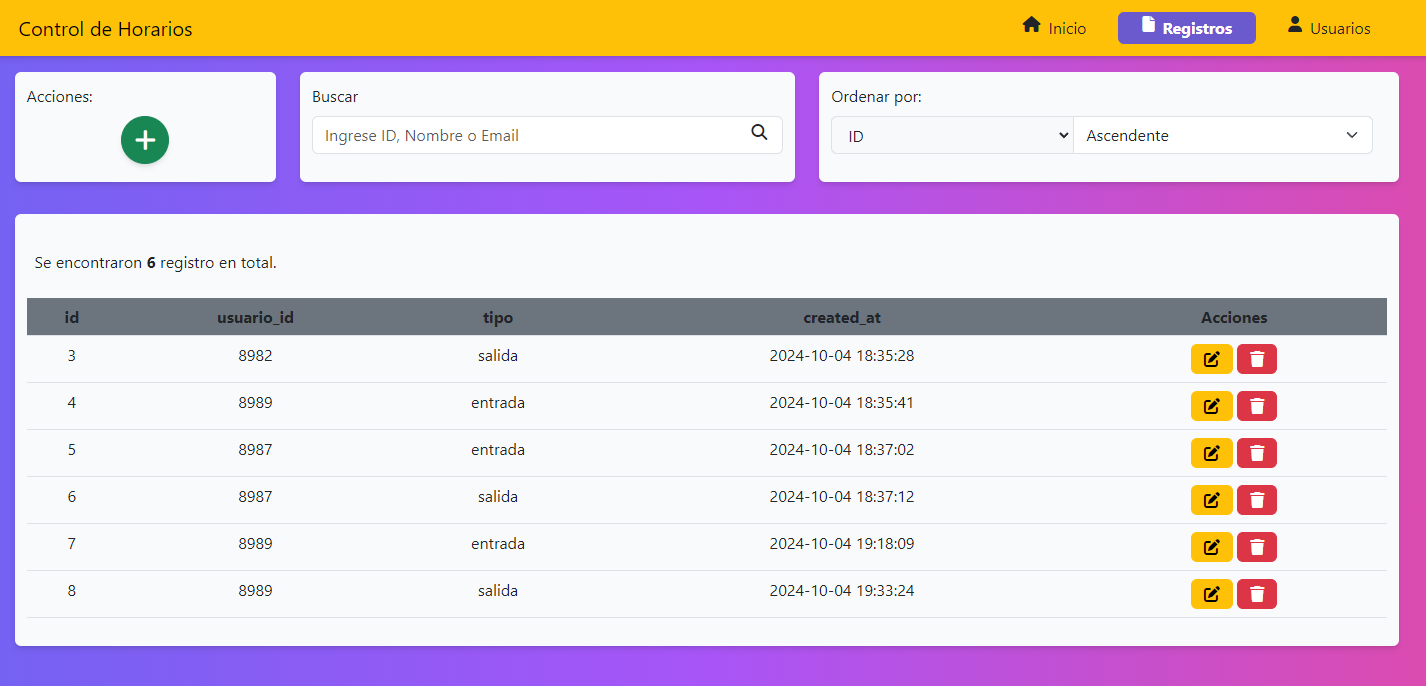 Control de Horarios Inicio Registros Usuarios
Acciones:
Buscar
Ingrese ID, Nombre o Email
Ordenar por:
ID Ascendente
Se encontraron 6 registro en total.
id usuario_id tipo created_at Acciones
3 8982 salida 2024-10-04 18:35:28
4 8989 entrada 2024-10-04 18:35:41
5 8987 entrada 2024-10-04 18:37:02
6 8987 salida 2024-10-04 18:37:12
7 8989 entrada 2024-10-04 19:18:09
8 8989 salida 2024-10-04 19:33:24